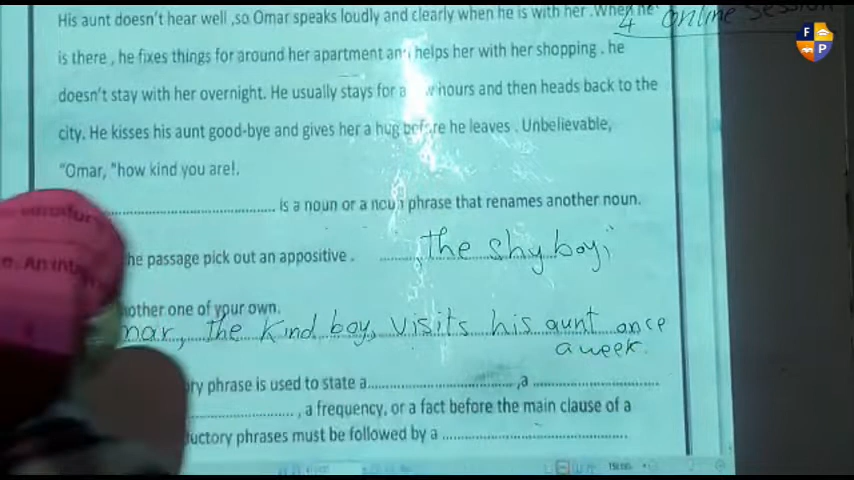 His aunt doesn't hear well ,so Omar speaks loudly and clearly when he is with her .When he
4 online session
is there , he fixes things for around her apartment and helps her with her shopping . he
doesn't stay with her overnight. He usually stays for a hours and then heads back to the
city. He kisses his aunt good-bye and gives her a hug before he leaves . Unbelievable,
"Omar, "how kind you are!.
F P
.......................... is a noun or a noun phrase that renames another noun.
he passage pick out an appositive . ........, the shy boy,
other one of your own.
mar, the kind boy, visits his aunt once
a week.
ry phrase is used to state a.......................... ,a ..........................
.......................... , a frequency, or a fact before the main clause of a
uctory phrases must be followed by a ..........................